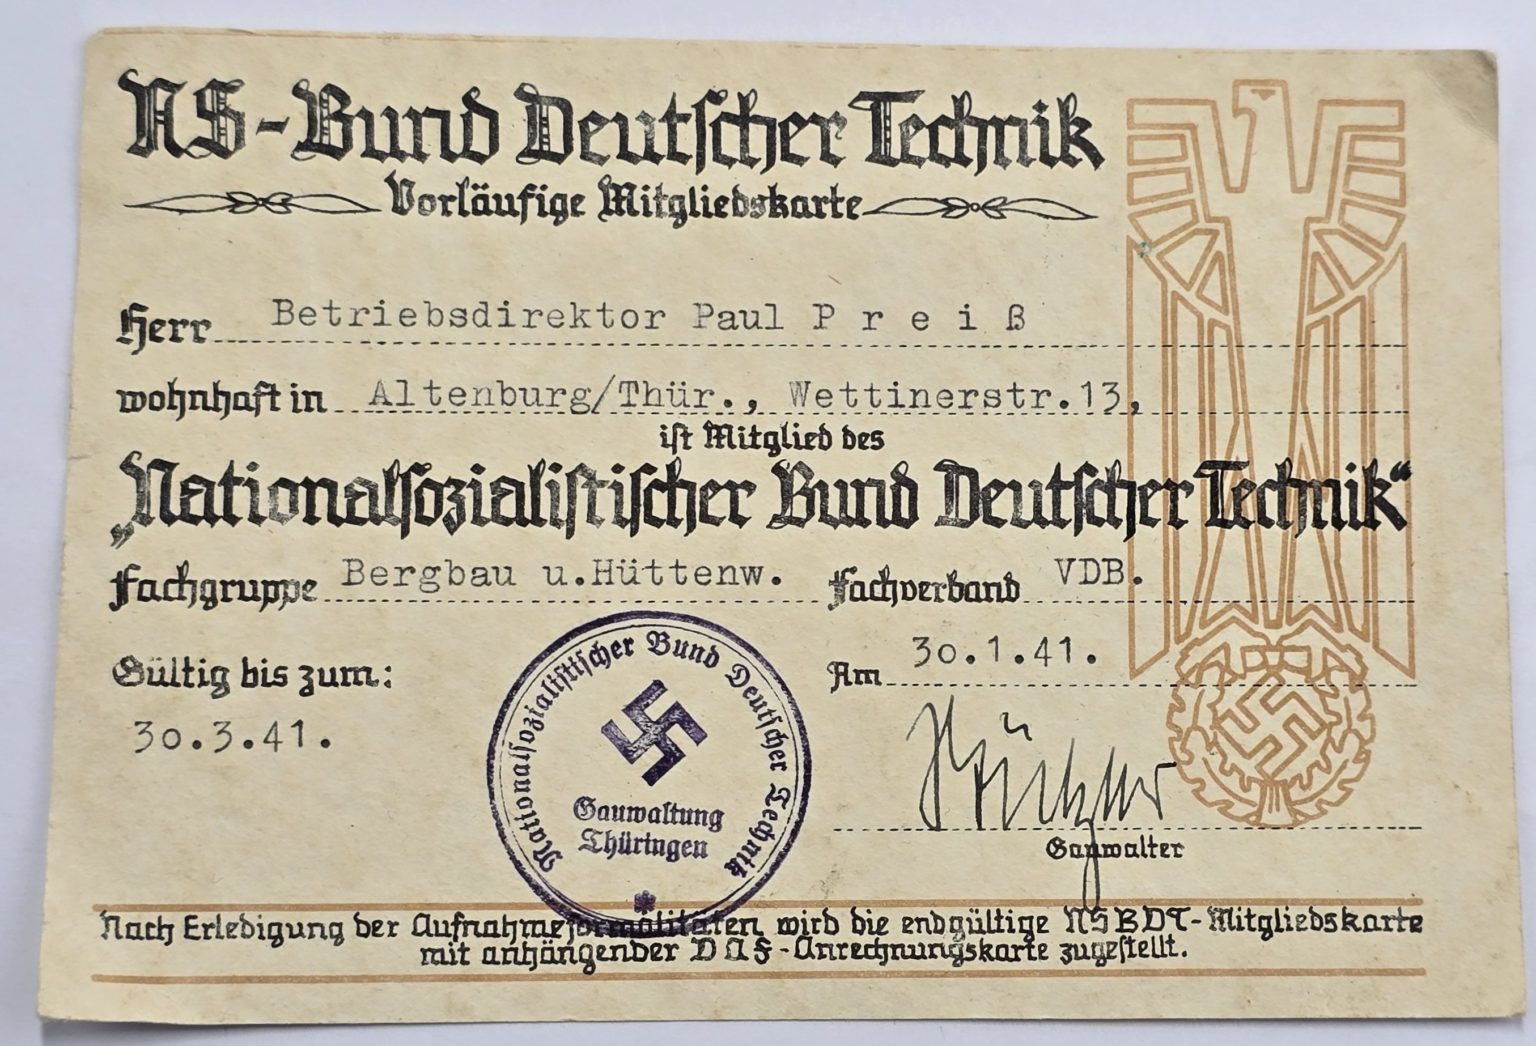 NS-Bund Deutscher Technik
Vorläufige Mitgliedskarte
Herr Betriebsdirektor Paul P r e i ß
wohnhaft in Altenburg/Thür., Wettinerstr.13,
ist Mitglied des
„Nationalsozialistischer Bund Deutscher Technik“
Fachgruppe Bergbau u.Hüttenw. Fachverband VDB.
Gültig bis zum:
30.3.41.
Am 30.1.41.
Nationalsozialistischer Bund Deutscher Technik
Gauwaltung
Thüringen
Gauwalter
Nach Erledigung der Aufnahmeformalitäten wird die endgültige NSBDT-Mitgliedskarte
mit anhängender DAF-Anrechnungskarte zugestellt.